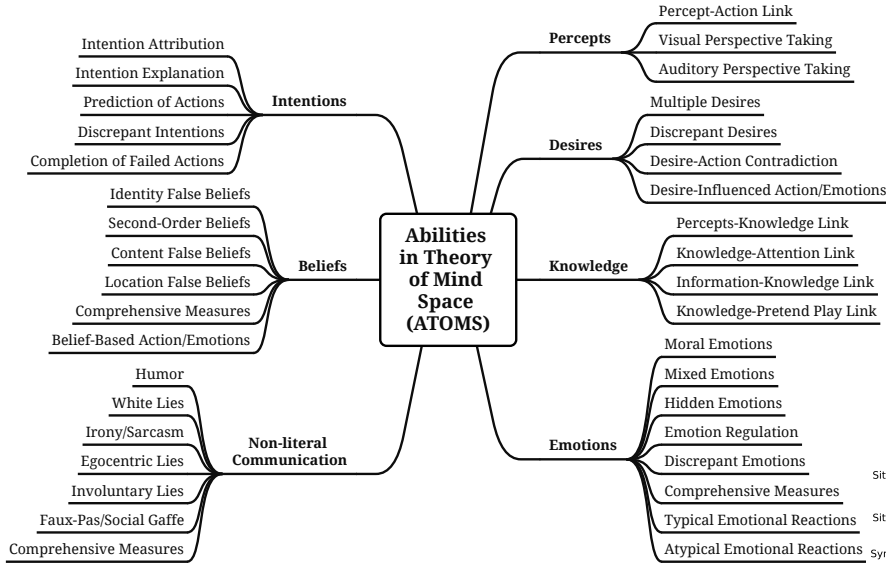 Intention Attribution
Intention Explanation
Prediction of Actions
Discrepant Intentions
Completion of Failed Actions
Intentions
Identity False Beliefs
Second-Order Beliefs
Content False Beliefs
Location False Beliefs
Comprehensive Measures
Belief-Based Action/Emotions
Beliefs
Humor
White Lies
Irony/Sarcasm
Egocentric Lies
Involuntary Lies
Faux-Pas/Social Gaffe
Comprehensive Measures
Non-literal
Communication
Abilities
in Theory
of Mind
Space
(ATOMS)
Percepts
Percept-Action Link
Visual Perspective Taking
Auditory Perspective Taking
Desires
Multiple Desires
Discrepant Desires
Desire-Action Contradiction
Desire-Influenced Action/Emotions
Knowledge
Percepts-Knowledge Link
Knowledge-Attention Link
Information-Knowledge Link
Knowledge-Pretend Play Link
Emotions
Moral Emotions
Mixed Emotions
Hidden Emotions
Emotion Regulation
Discrepant Emotions
Comprehensive Measures
Typical Emotional Reactions
Atypical Emotional Reactions
Sit
Sit
Syn